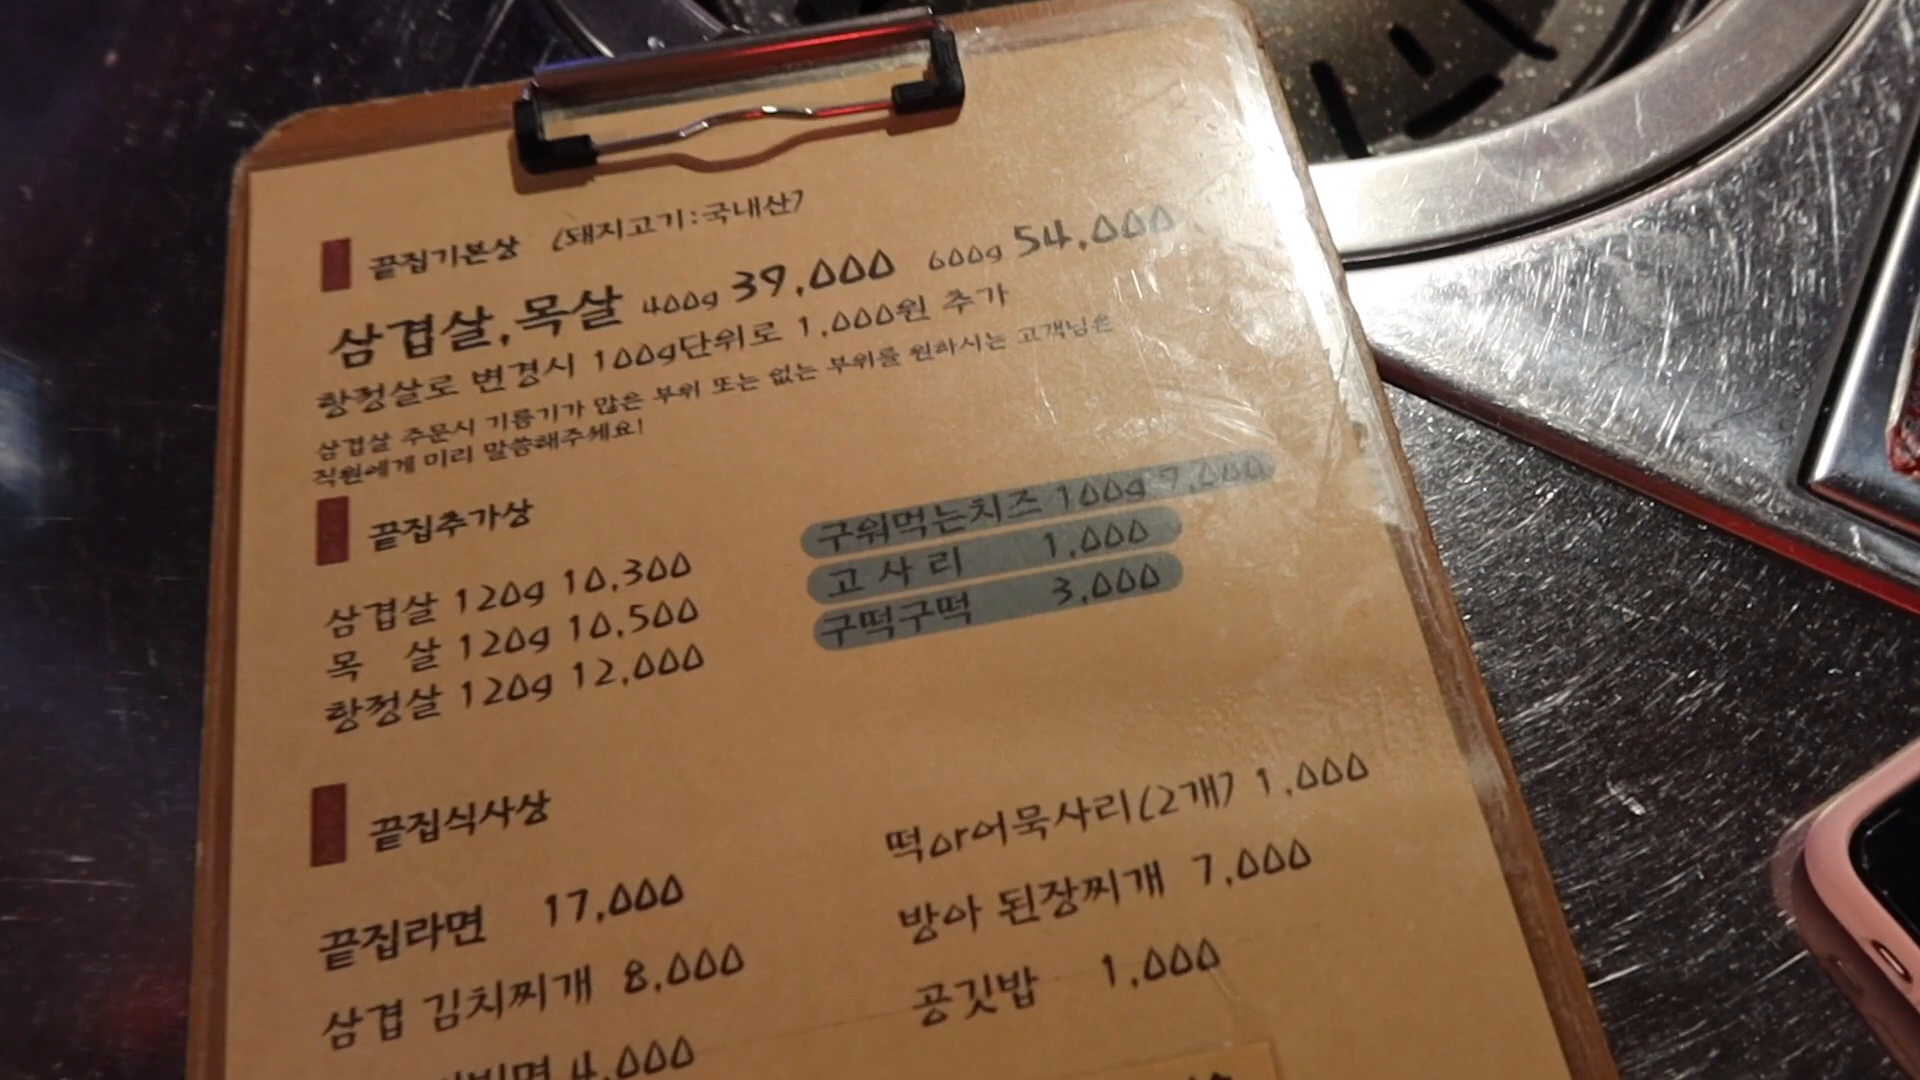 끝집기본상 (돼지고기:국내산)
삼겹살,목살 400g 39,000 600g 54,000
항정살로 변경시 100g단위로 1,000원 추가
삼겹살 주문시 기름기가 많은 부위 또는 없는 부위를 원하시는 고객님은
직원에게 미리 말씀해주세요!
끝집추가상
삼겹살 120g 10,300
목 살 120g 10,500
항정살 120g 12,000
구워먹는치즈 100g 9,000
고사리 1,000
구떡구떡 3,000
끝집식사상
끝집라면 17,000
삼겹 김치찌개 8,000
4,000
떡or어묵사리(2개) 1,000
방아 된장찌개 7,000
공깃밥 1,000